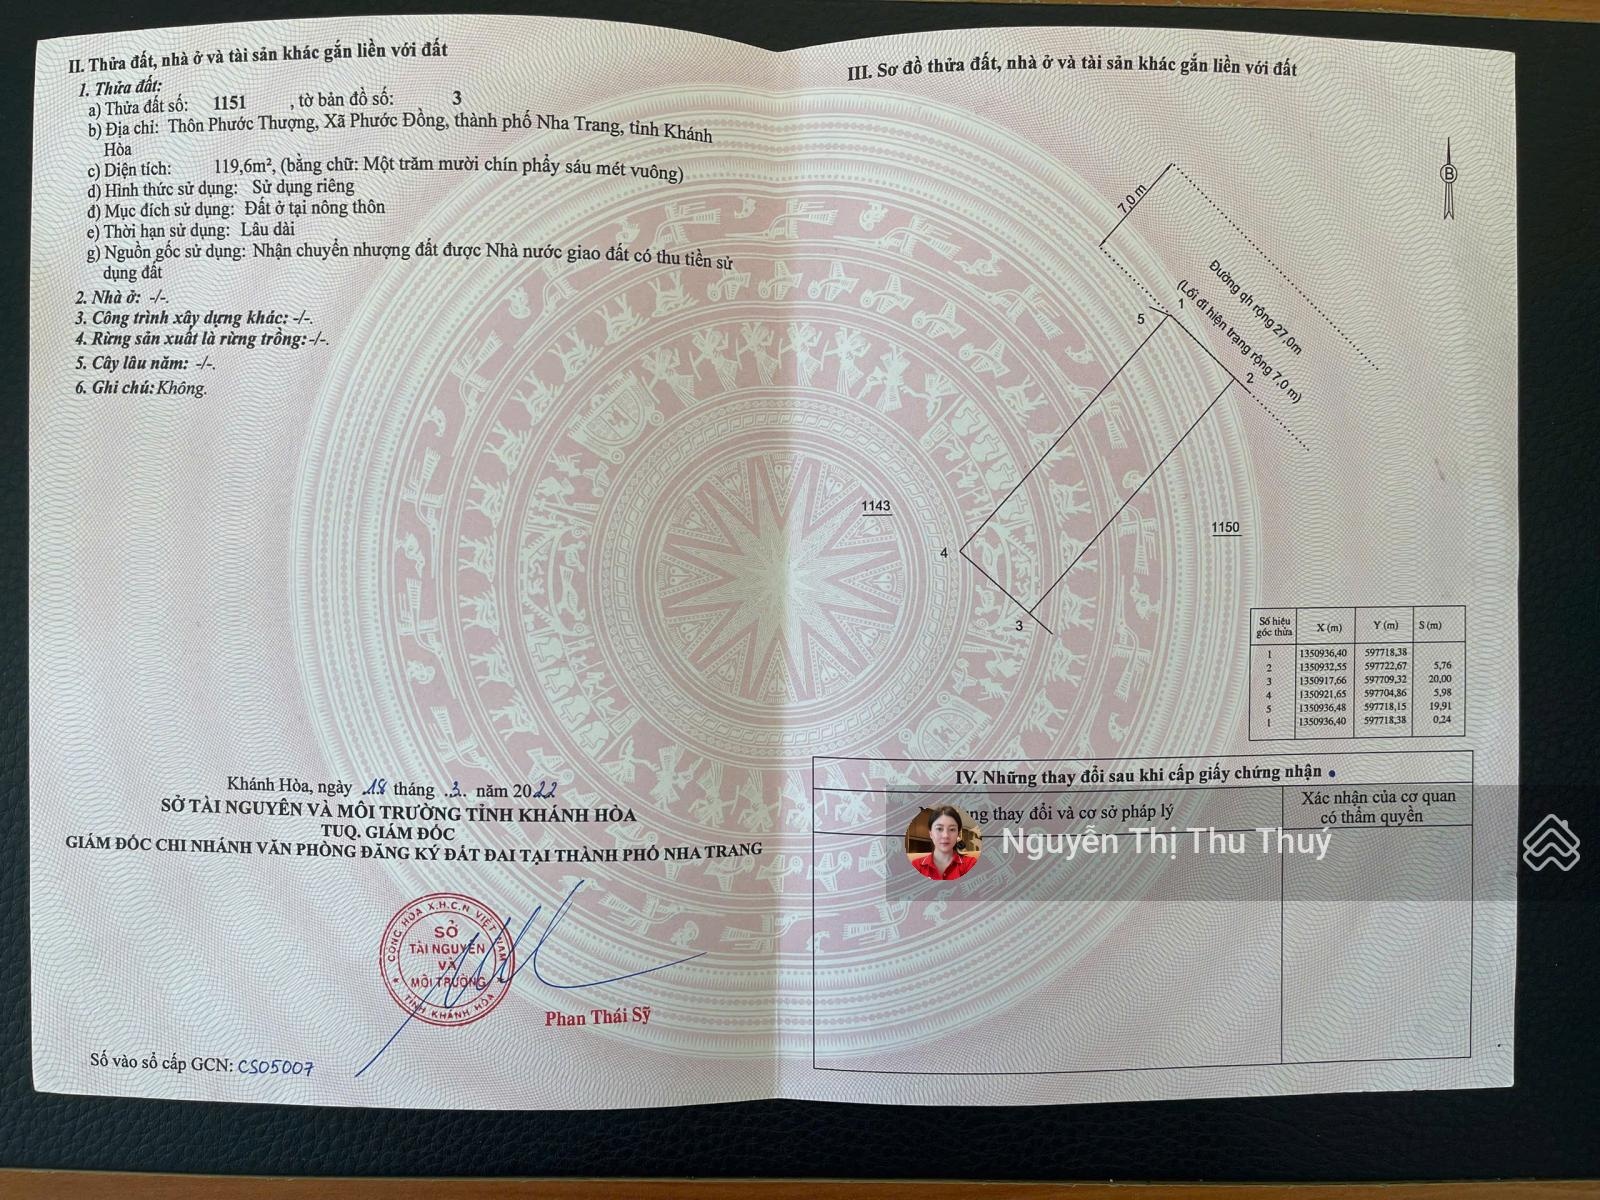 II. Thửa đất, nhà ở và tài sản khác gắn liền với đất
1. Thửa đất:
a) Thửa đất số: 1151 , tờ bản đồ số: 3
b) Địa chỉ: Thôn Phước Thượng, Xã Phước Đồng, thành phố Nha Trang, tỉnh Khánh
Hòa
c) Diện tích: 119,6m², (bằng chữ: Một trăm mười chín phẩy sáu mét vuông)
d) Hình thức sử dụng: Sử dụng riêng
đ) Mục đích sử dụng: Đất ở tại nông thôn
e) Thời hạn sử dụng: Lâu dài
g) Nguồn gốc sử dụng: Nhận chuyển nhượng đất được Nhà nước giao đất có thu tiền sử
dụng đất
2. Nhà ở: -/-.
3. Công trình xây dựng khác: -/-.
4. Rừng sản xuất là rừng trồng:-/-.
5. Cây lâu năm: -/-.
6. Ghi chú: Không.
Khánh Hòa, ngày 18 tháng .3. năm 2022
SỞ TÀI NGUYÊN VÀ MÔI TRƯỜNG TỈNH KHÁNH HÒA
TUQ. GIÁM ĐỐC
GIÁM ĐỐC CHI NHÁNH VĂN PHÒNG ĐĂNG KÝ ĐẤT ĐAI TẠI THÀNH PHỐ NHA TRANG
CỘNG HÒA X.H.C.N VIỆT NAM
SỞ
TÀI NGUYÊN
VÀ
MÔI TRƯỜNG
TỈNH KHÁNH HÒA
Phan Thái Sỹ
Số vào sổ cấp GCN: CS05007
III. Sơ đồ thửa đất, nhà ở và tài sản khác gắn liền với đất
B
7,0 m
Đường qh rộng 27,0m
(Lối đi hiện trạng rộng 7,0 m)
5
1
2
1143
1150
4
3
Số hiệu góc thửa X (m) Y (m) S (m)
1 1350936,40 597718,38
2 1350932,55 597722,67 5,76
3 1350917,66 597709,32 20,00
4 1350921,65 597704,86 5,98
5 1350936,48 597718,15 19,91
1 1350936,40 597718,38 0,24
IV. Những thay đổi sau khi cấp giấy chứng nhận
thay đổi và cơ sở pháp lý
Xác nhận của cơ quan
có thẩm quyền
Nguyễn Thị Thu Thuý